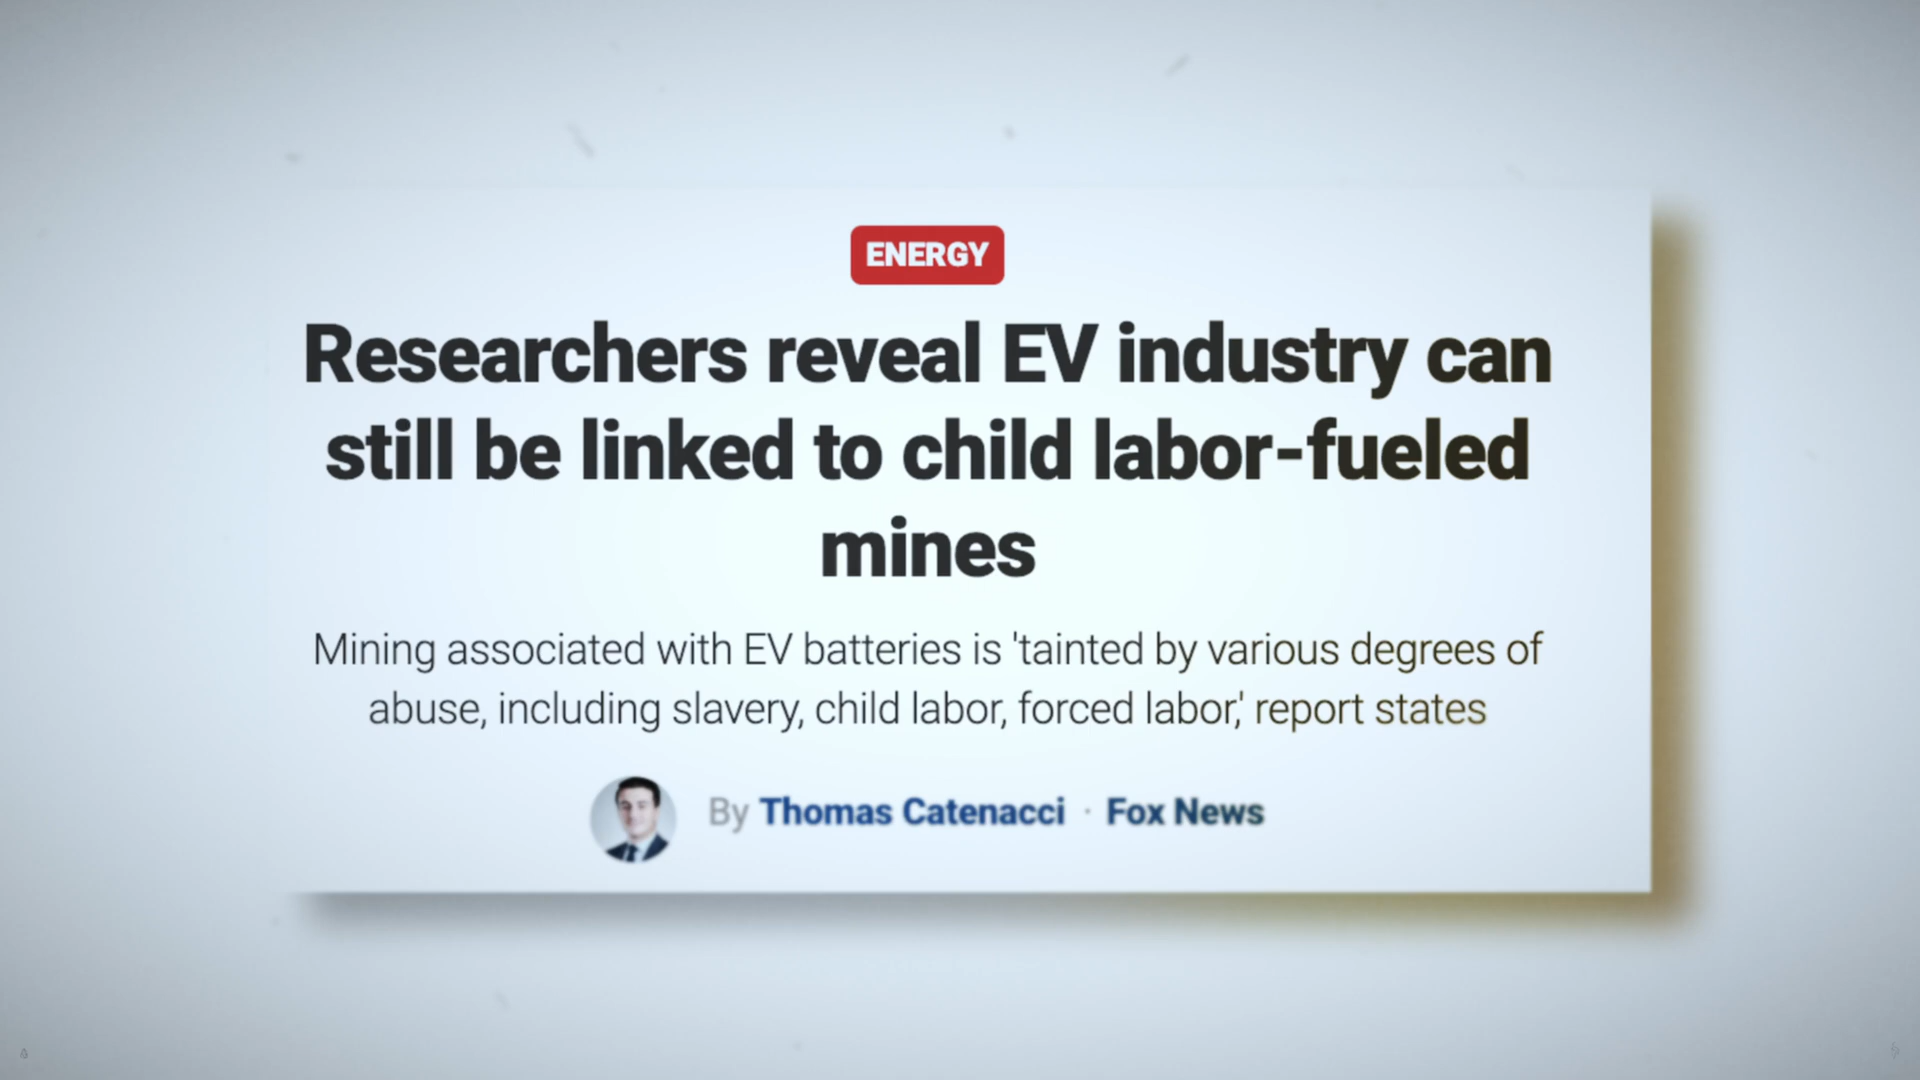 ENERGY
Researchers reveal EV industry can
still be linked to child labor-fueled
mines
Mining associated with EV batteries is 'tainted by various degrees of
abuse, including slavery, child labor, forced labor,' report states
By Thomas Catenacci · Fox News